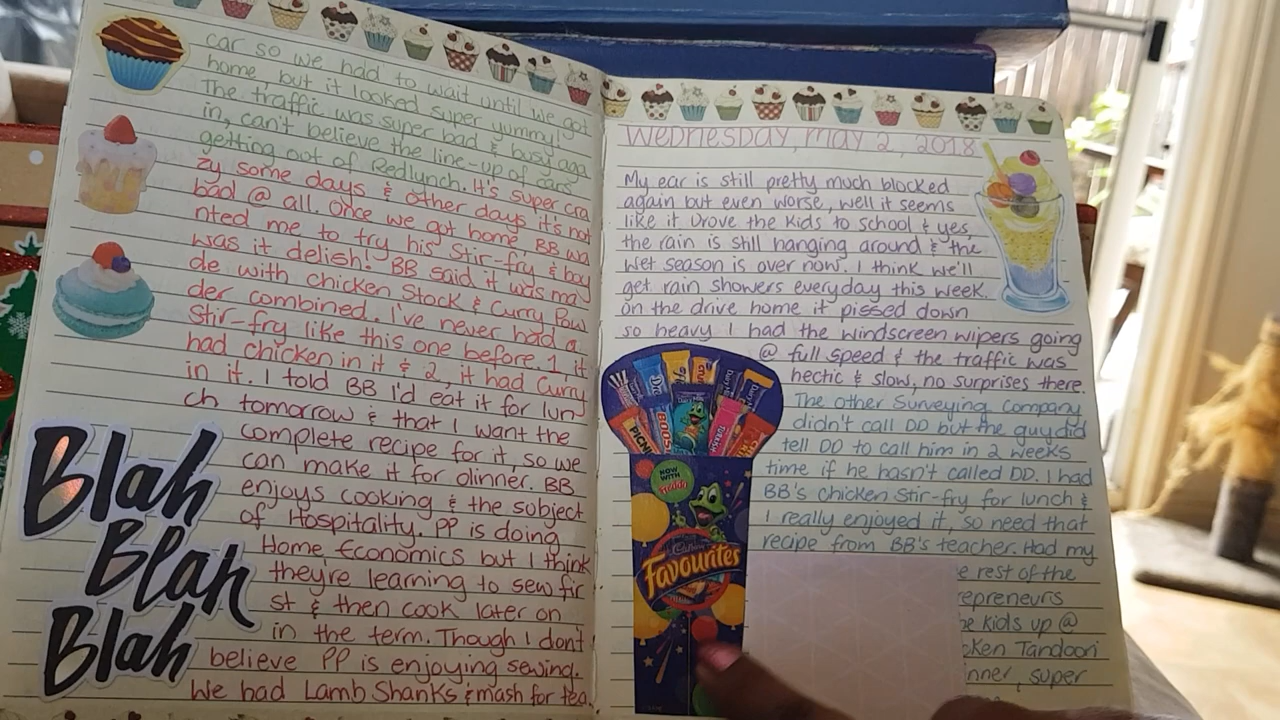 car so we had to wait until we got
home but it looked super yummy!
The traffic was super bad & busy aga
in, can't believe the line-up of cars
getting out of Redlynch. It's super cra
zy some days & other days it's not
bad @ all. Once we got home BB wa
nted me to try his Stir-fry & boy
was it delish! BB said it was ma
de with chicken Stock & Curry Pow
der combined. I've never had a
Stir-fry like this one before. 1, it
had chicken in it & 2, it had Curry
in it. I told BB I'd eat it for lun
ch tomorrow & that I want the
complete recipe for it, so we
can make it for dinner. BB
enjoys cooking & the subject
of Hospitality. PP is doing
Home Economics but I think
they're learning to sew fir
st & then cook later on
in the term. Though I don't
believe PP is enjoying sewing.
We had Lamb Shanks & mash for tea
Blah
Blah
Blah
Wednesday, May 2, 2018
My ear is still pretty much blocked
again but even worse, well it seems
like it. Drove the kids to school & yes,
the rain is still hanging around & the
wet season is over now. I think we'll
get rain showers everyday this week.
on the drive home it pissed down
so heavy I had the windscreen wipers going
@ full speed & the traffic was
hectic & slow, no surprises there.
The other Surveying Company
didn't call DD but the guy did
tell DD to call him in 2 weeks
time if he hasn't called DD. I had
BB's chicken Stir-fry for lunch &
I really enjoyed it, so need that
recipe from BB's teacher. Had my
rest of the
repreneurs
kids up @
cken Tandoori
nner, super
PICNIC
BOOST
TURKISH
NOW WITH
Cadbury
Favourites